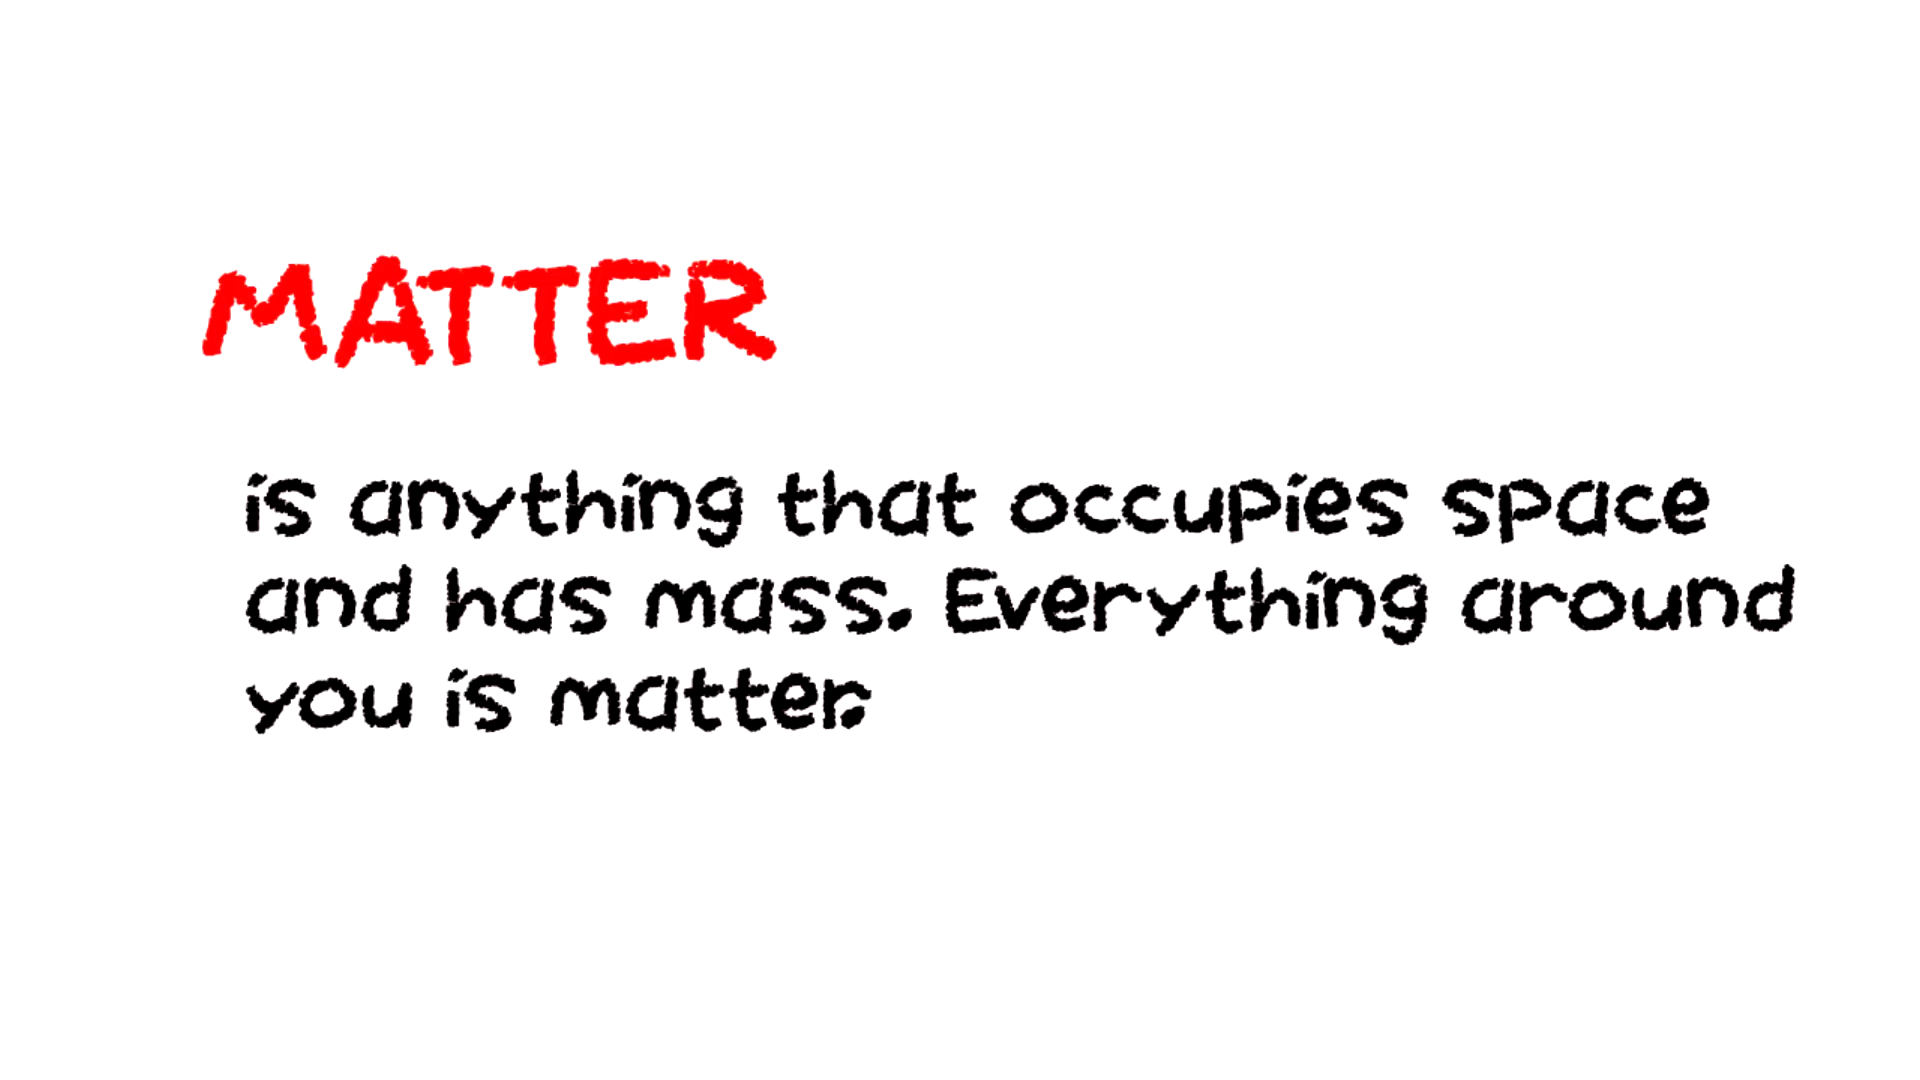 MATTER
is anything that occupies space
and has mass. Everything around
you is matter.